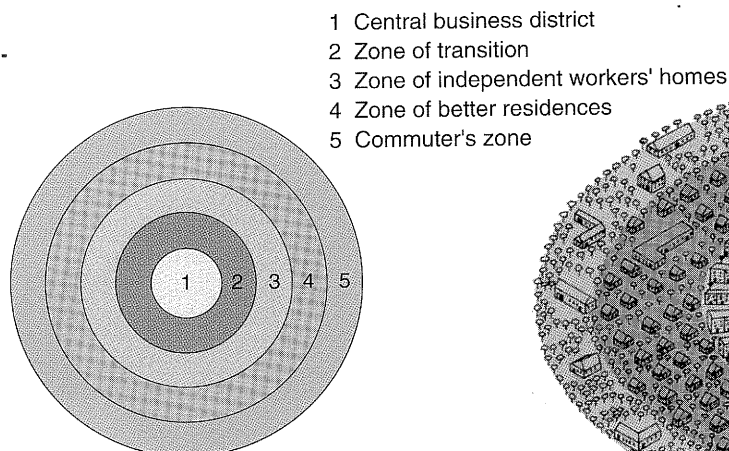 1 Central business district
2 Zone of transition
3 Zone of independent workers' homes
4 Zone of better residences
5 Commuter's zone
1 2 3 4 5